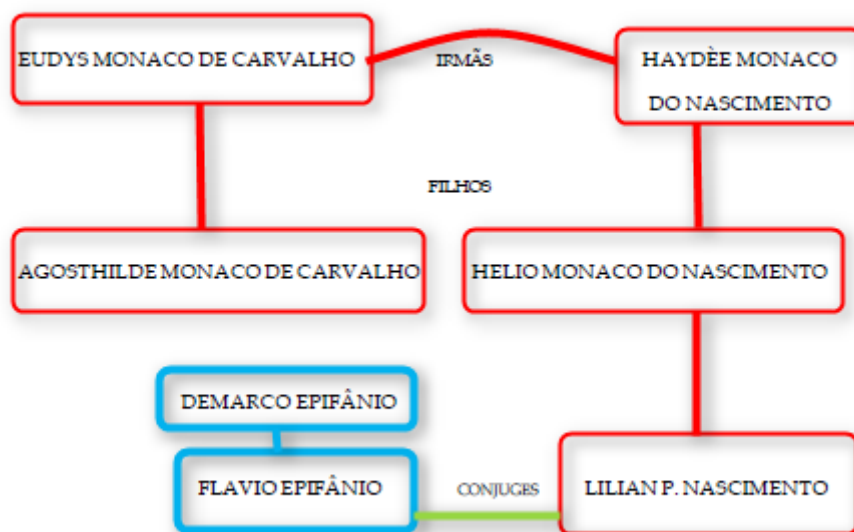 EUDYS MONACO DE CARVALHO
IRMÃS
HAYDÈE MONACO
DO NASCIMENTO
FILHOS
AGOSTHILDE MONACO DE CARVALHO
HELIO MONACO DO NASCIMENTO
DEMARCO EPIFÂNIO
FLAVIO EPIFÂNIO
CONJUGES
LILIAN P. NASCIMENTO